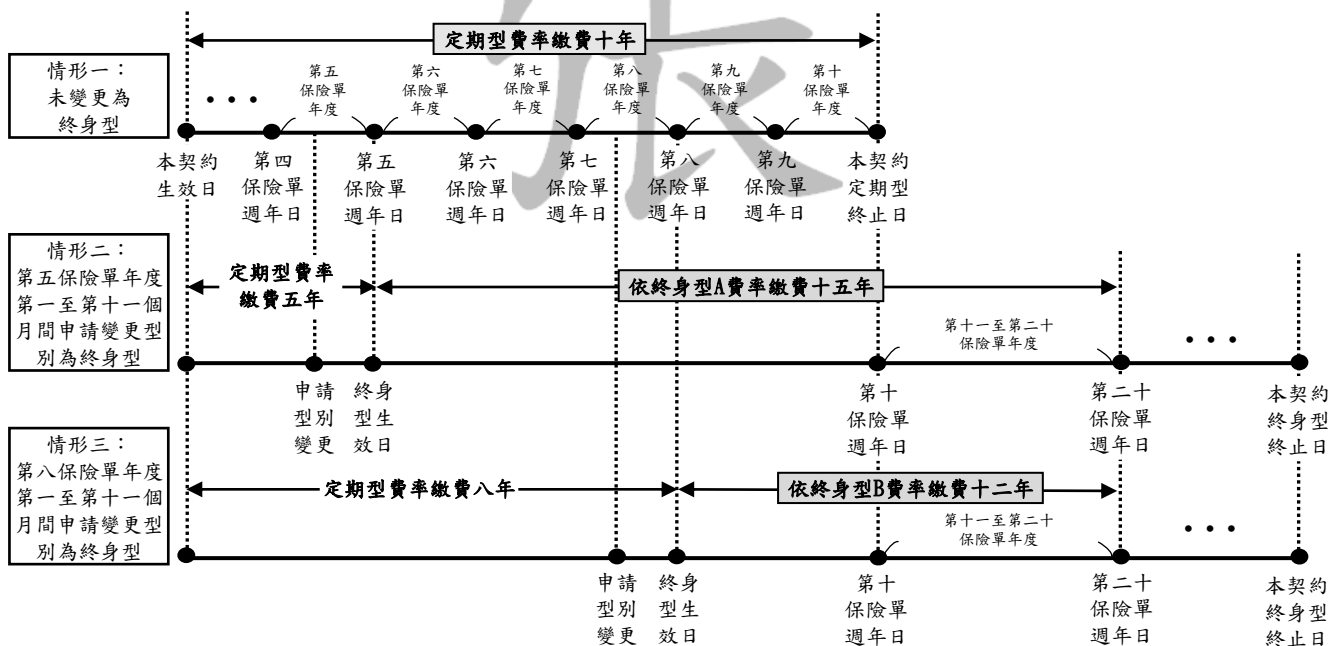 定期型費率繳費十年
情形一：
未變更為
終身型
• • •
第五
保險單
年度
第六
保險單
年度
第七
保險單
年度
第八
保險單
年度
第九
保險單
年度
第十
保險單
年度
本契約
生效日
第四
保險單
週年日
第五
保險單
週年日
第六
保險單
週年日
第七
保險單
週年日
第八
保險單
週年日
第九
保險單
週年日
本契約
定期型
終止日
情形二：
第五保險單年度
第一至第十一個
月間申請變更型
別為終身型
定期型費率
繳費五年
依終身型A費率繳費十五年
第十一至第二十
保險單年度
• • •
申請
型別
變更
終身
型生
效日
第十
保險單
週年日
第二十
保險單
週年日
本契約
終身型
終止日
情形三：
第八保險單年度
第一至第十一個
月間申請變更型
別為終身型
定期型費率繳費八年
依終身型B費率繳費十二年
第十一至第二十
保險單年度
• • •
申請
型別
變更
終身
型生
效日
第十
保險單
週年日
第二十
保險單
週年日
本契約
終身型
終止日